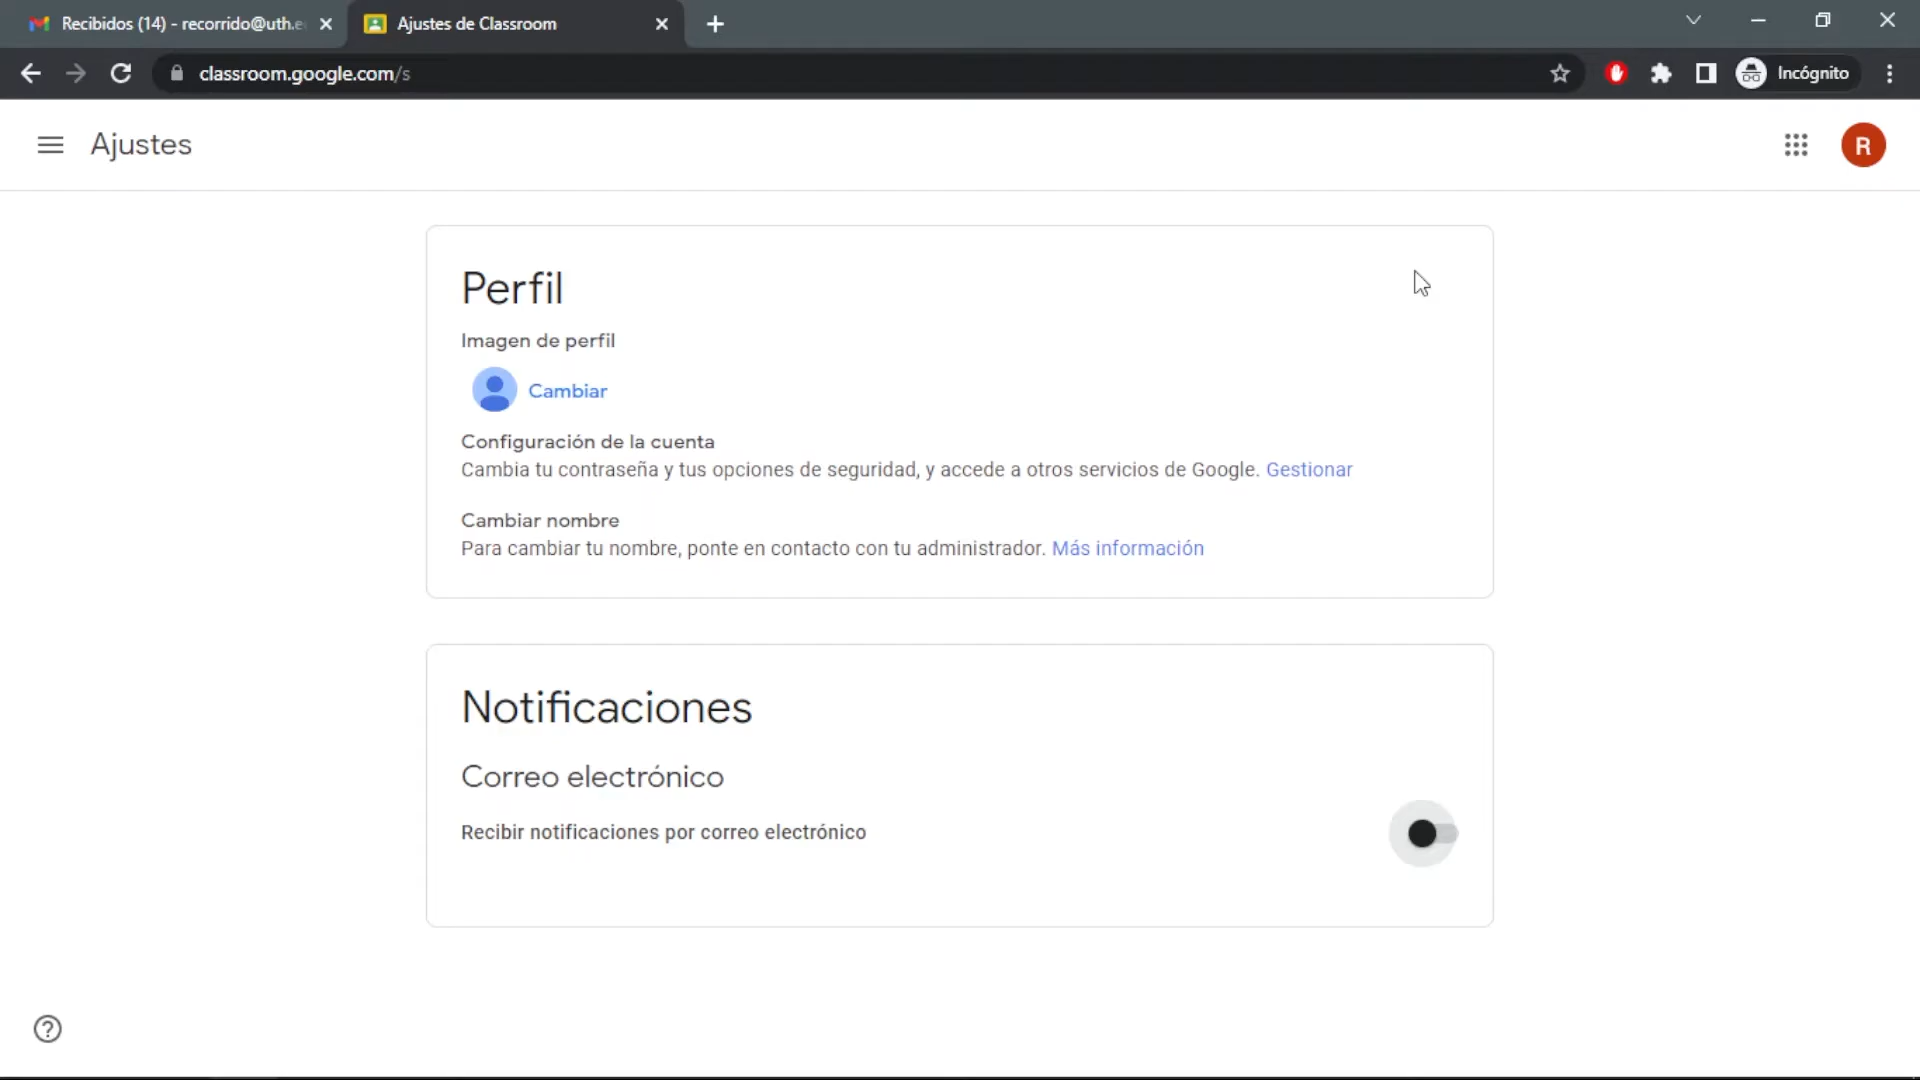 Recibidos (14) - recorrido@uth.e
Ajustes de Classroom
classroom.google.com/s
Incógnito
Ajustes
R
Perfil
Imagen de perfil
Cambiar
Configuración de la cuenta
Cambia tu contraseña y tus opciones de seguridad, y accede a otros servicios de Google. Gestionar
Cambiar nombre
Para cambiar tu nombre, ponte en contacto con tu administrador. Más información
Notificaciones
Correo electrónico
Recibir notificaciones por correo electrónico